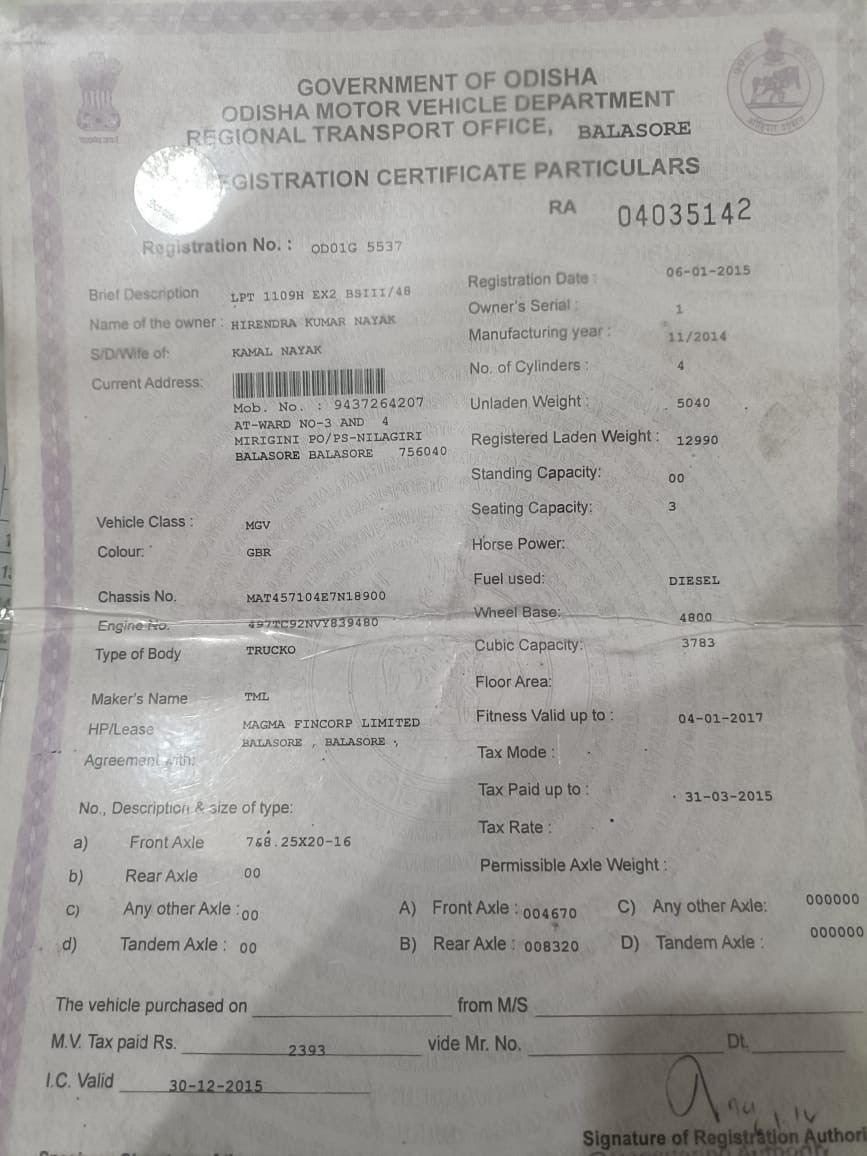 GOVERNMENT OF ODISHA
ODISHA MOTOR VEHICLE DEPARTMENT
REGIONAL TRANSPORT OFFICE, BALASORE
EGISTRATION CERTIFICATE PARTICULARS
RA 04035142
Registration No. : OD01G 5537
Registration Date : 06-01-2015
Brief Description LPT 1109H EX2 BSIII/48
Owner's Serial : 1
Name of the owner : HIRENDRA KUMAR NAYAK
Manufacturing year : 11/2014
S/D/Wife of: KAMAL NAYAK
No. of Cylinders : 4
Current Address:
Mob. No. : 9437264207
Unladen Weight : 5040
AT-WARD NO-3 AND 4
MIRIGINI PO/PS-NILAGIRI
Registered Laden Weight : 12990
BALASORE BALASORE 756040
Standing Capacity: 00
Seating Capacity: 3
Vehicle Class : MGV
Horse Power:
Colour: GBR
Fuel used: DIESEL
Chassis No. MAT457104E7N18900
Wheel Base: 4800
Engine No. 497TC92NVY839480
Cubic Capacity: 3783
Type of Body TRUCKO
Floor Area:
Maker's Name TML
Fitness Valid up to : 04-01-2017
HP/Lease MAGMA FINCORP LIMITED
BALASORE , BALASORE ,
Tax Mode :
Agreement with:
Tax Paid up to : 31-03-2015
No., Description & size of type:
Tax Rate :
a) Front Axle 7&8.25X20-16
Permissible Axle Weight :
b) Rear Axle 00
c) Any other Axle : 00
A) Front Axle : 004670
C) Any other Axle: 000000
d) Tandem Axle : 00
B) Rear Axle : 008320
D) Tandem Axle : 000000
The vehicle purchased on from M/S
M.V. Tax paid Rs. 2393 vide Mr. No. Dt.
I.C. Valid 30-12-2015
Signature of Registration Authori